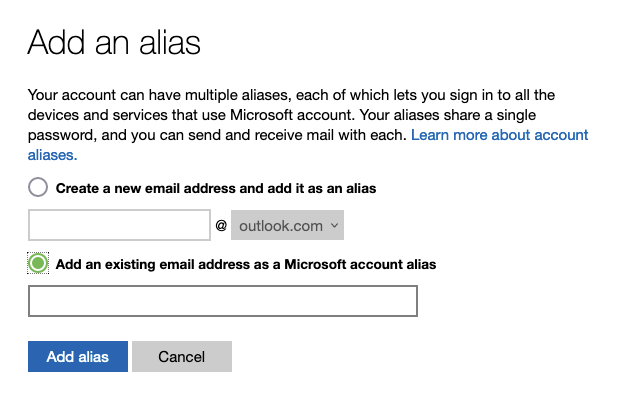 Add an alias
Your account can have multiple aliases, each of which lets you sign in to all the
devices and services that use Microsoft account. Your aliases share a single
password, and you can send and receive mail with each. Learn more about account
aliases.
Create a new email address and add it as an alias
@ outlook.com
Add an existing email address as a Microsoft account alias
Add alias Cancel